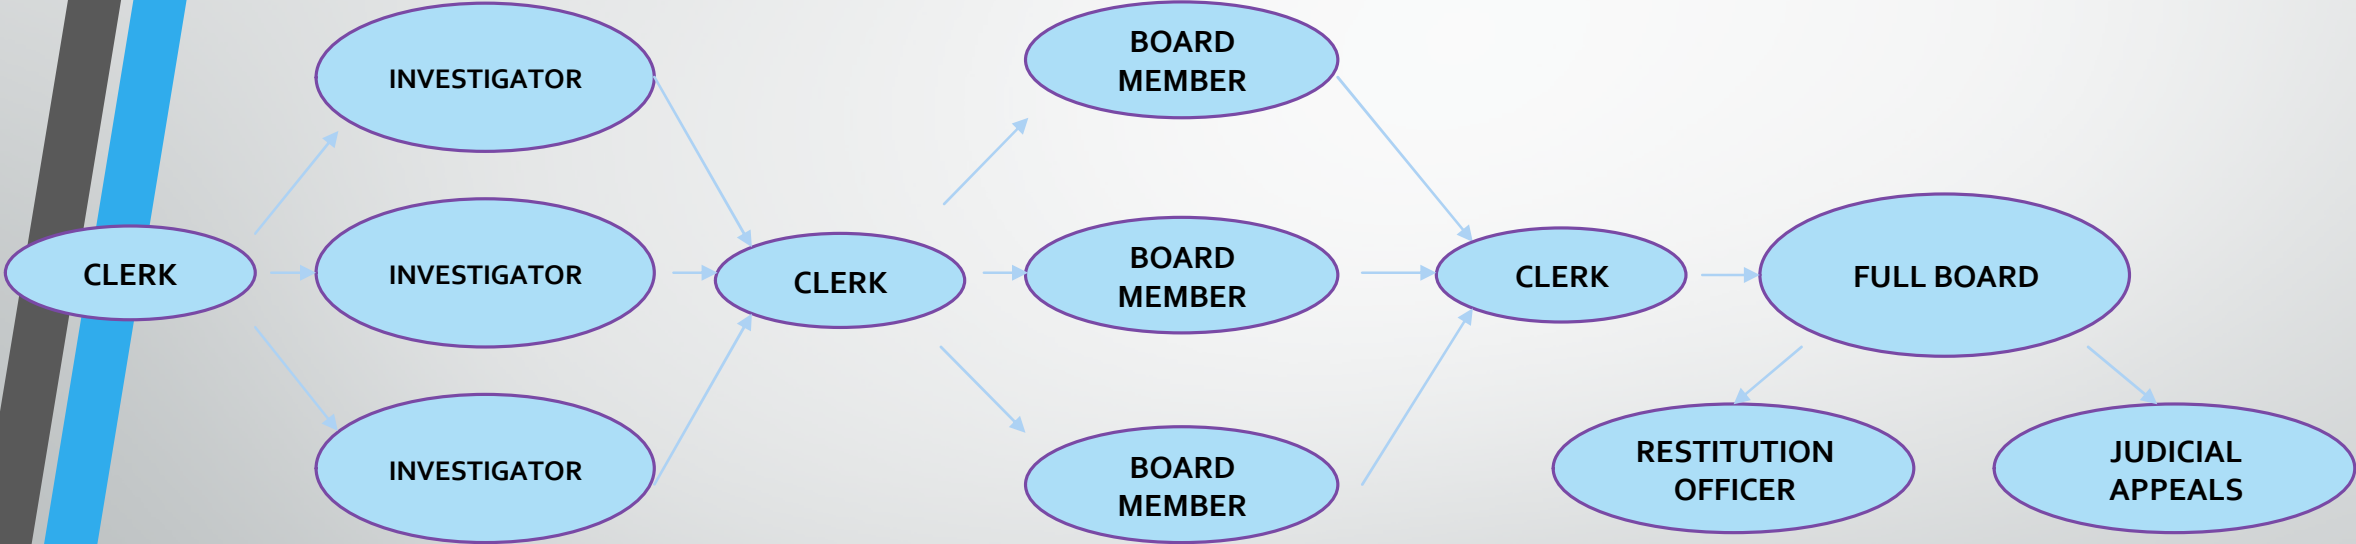 CLERK
INVESTIGATOR
INVESTIGATOR
INVESTIGATOR
CLERK
BOARD
MEMBER
BOARD
MEMBER
BOARD
MEMBER
CLERK
FULL BOARD
RESTITUTION
OFFICER
JUDICIAL
APPEALS